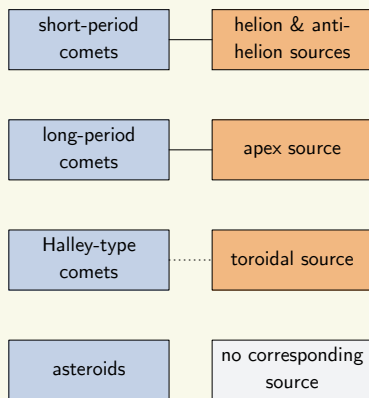 short-period
comets
helion & anti-
helion sources
long-period
comets
apex source
Halley-type
comets
toroidal source
asteroids
no corresponding
source